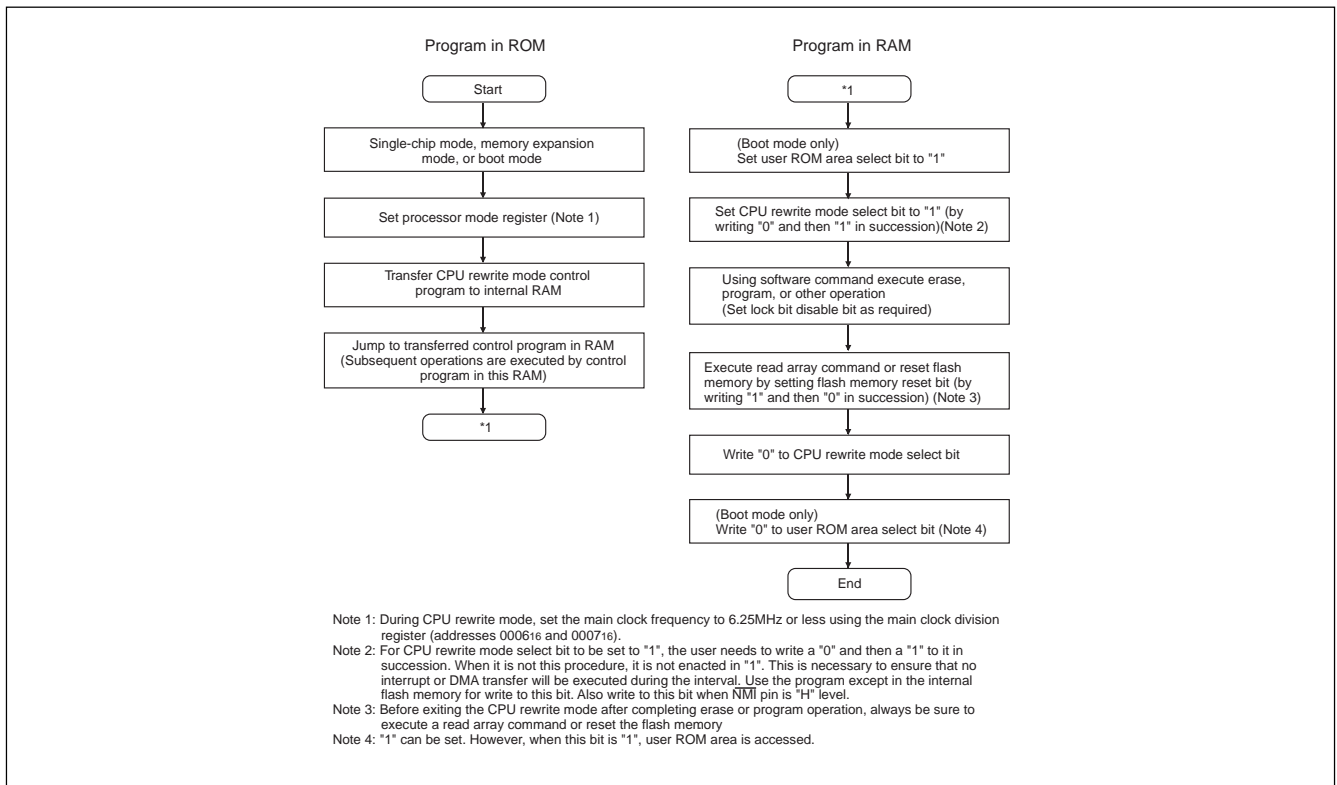 Program in ROM
Start
Single-chip mode, memory expansion
mode, or boot mode
Set processor mode register (Note 1)
Transfer CPU rewrite mode control
program to internal RAM
Jump to transferred control program in RAM
(Subsequent operations are executed by control
program in this RAM)
*1
Program in RAM
*1
(Boot mode only)
Set user ROM area select bit to "1"
Set CPU rewrite mode select bit to "1" (by
writing "0" and then "1" in succession)(Note 2)
Using software command execute erase,
program, or other operation
(Set lock bit disable bit as required)
Execute read array command or reset flash
memory by setting flash memory reset bit (by
writing "1" and then "0" in succession) (Note 3)
Write "0" to CPU rewrite mode select bit
(Boot mode only)
Write "0" to user ROM area select bit (Note 4)
End
Note 1: During CPU rewrite mode, set the main clock frequency to 6.25MHz or less using the main clock division
register (addresses 000616 and 000716).
Note 2: For CPU rewrite mode select bit to be set to "1", the user needs to write a "0" and then a "1" to it in
succession. When it is not this procedure, it is not enacted in "1". This is necessary to ensure that no
interrupt or DMA transfer will be executed during the interval. Use the program except in the internal
flash memory for write to this bit. Also write to this bit when NMI pin is "H" level.
Note 3: Before exiting the CPU rewrite mode after completing erase or program operation, always be sure to
execute a read array command or reset the flash memory
Note 4: "1" can be set. However, when this bit is "1", user ROM area is accessed.